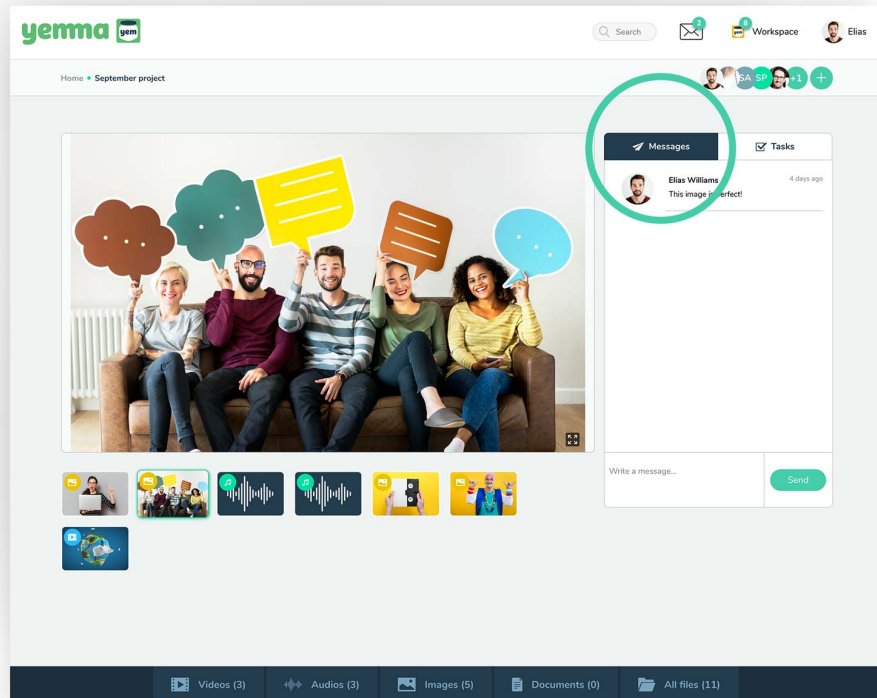 yemma yem
Search
2
yem
8
Workspace
Elias
Home • September project
SA
SP
+1
+
Messages
Tasks
Elias Williams
4 days ago
This image is perfect!
Write a message...
Send
Videos (3)
Audios (3)
Images (5)
Documents (0)
All files (11)